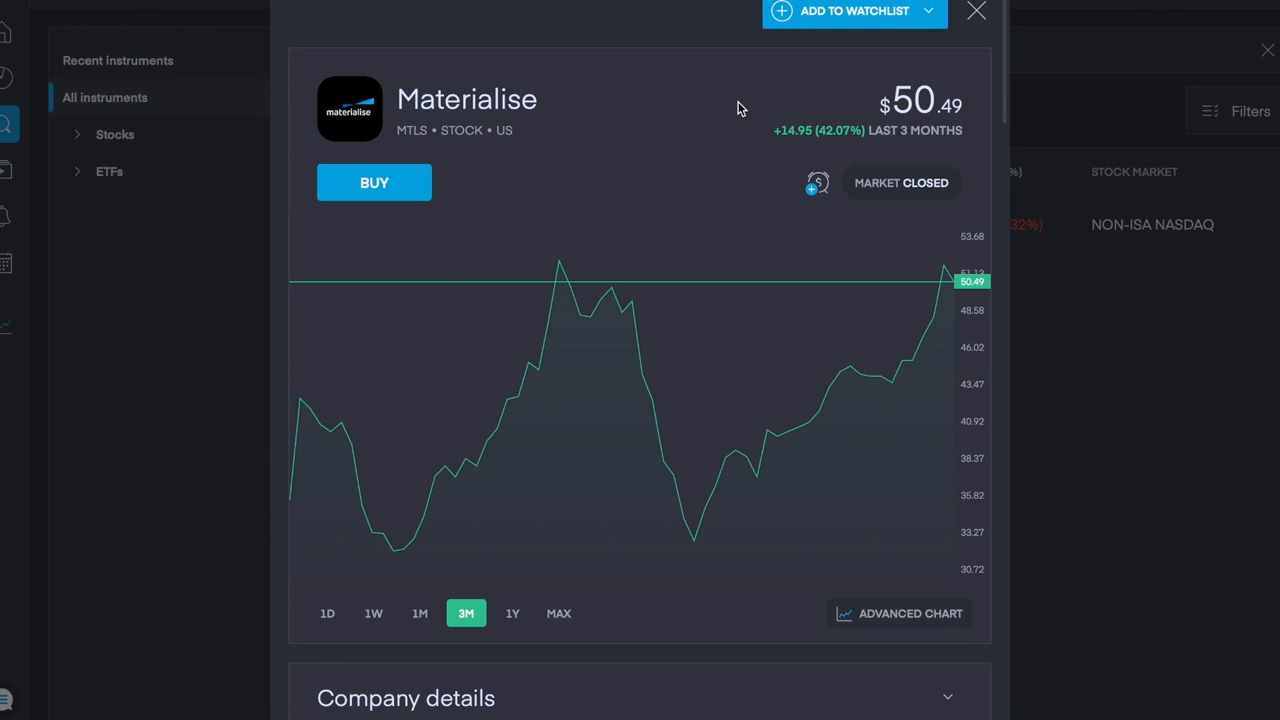 ADD TO WATCHLIST
Recent instruments
All instruments
Stocks
ETFs
materialise
Materialise
MTLS • STOCK • US
$50.49
+14.95 (42.07%) LAST 3 MONTHS
BUY
MARKET CLOSED
53.68
51.13
50.49
48.58
46.02
43.47
40.92
38.37
35.82
33.27
30.72
1D 1W 1M 3M 1Y MAX
ADVANCED CHART
Company details
Filters
%) STOCK MARKET
32%) NON-ISA NASDAQ